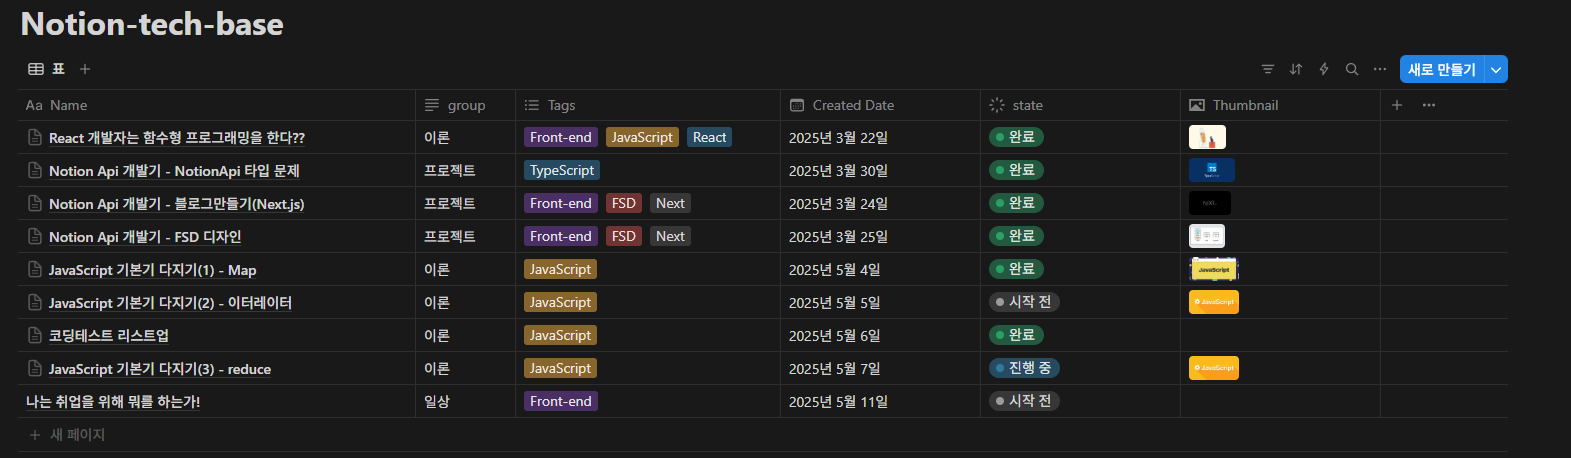 Notion-tech-base
표
새로 만들기
Aa Name group Tags Created Date state Thumbnail
React 개발자는 함수형 프로그래밍을 한다?? 이론 Front-end JavaScript React 2025년 3월 22일 완료
Notion Api 개발기 - NotionApi 타입 문제 프로젝트 TypeScript 2025년 3월 30일 완료 TS
Notion Api 개발기 - 블로그만들기(Next.js) 프로젝트 Front-end FSD Next 2025년 3월 24일 완료
Notion Api 개발기 - FSD 디자인 프로젝트 Front-end FSD Next 2025년 3월 25일 완료
JavaScript 기본기 다지기(1) - Map 이론 JavaScript 2025년 5월 4일 완료 JavaScript
JavaScript 기본기 다지기(2) - 이터레이터 이론 JavaScript 2025년 5월 5일 시작 전 JavaScript
코딩테스트 리스트업 이론 JavaScript 2025년 5월 6일 완료
JavaScript 기본기 다지기(3) - reduce 이론 JavaScript 2025년 5월 7일 진행 중 JavaScript
나는 취업을 위해 뭐를 하는가! 일상 Front-end 2025년 5월 11일 시작 전
새 페이지